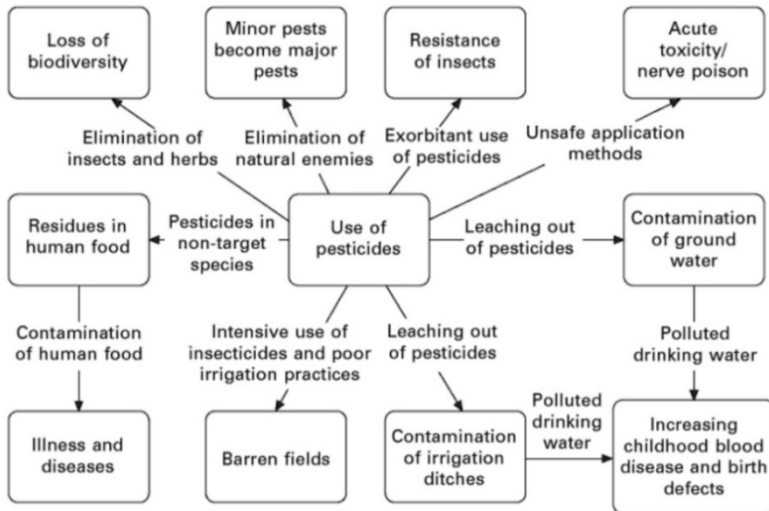 Loss of
biodiversity
Minor pests
become major
pests
Resistance
of insects
Acute
toxicity/
nerve poison
Elimination of
insects and herbs
Elimination of
natural enemies
Exorbitant use
of pesticides
Unsafe application
methods
Residues in
human food
Pesticides in
non-target
species
Use of
pesticides
Leaching out
of pesticides
Contamination
of ground
water
Contamination
of human food
Intensive use of
insecticides and poor
irrigation practices
Leaching out
of pesticides
Polluted
drinking water
Illness and
diseases
Barren fields
Contamination
of irrigation
ditches
Polluted
drinking
water
Increasing
childhood blood
disease and birth
defects